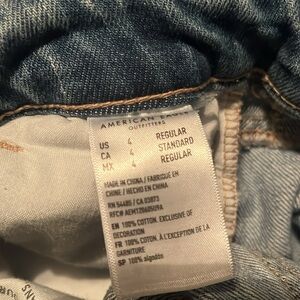 AMERICAN EAGLE
OUTFITTERS
US 4 REGULAR
CA 4 STANDARD
MX 4 REGULAR
MADE IN CHINA / FABRIQUÉ EN
CHINE / HECHO EN CHINA
RN 54485 / CA 03873
EN 100% COTTON. EXCLUSIVE OF
DECORATION
FR 100% COTON. À L'EXCEPTION DE LA
GARNITURE
SP 100% algodón